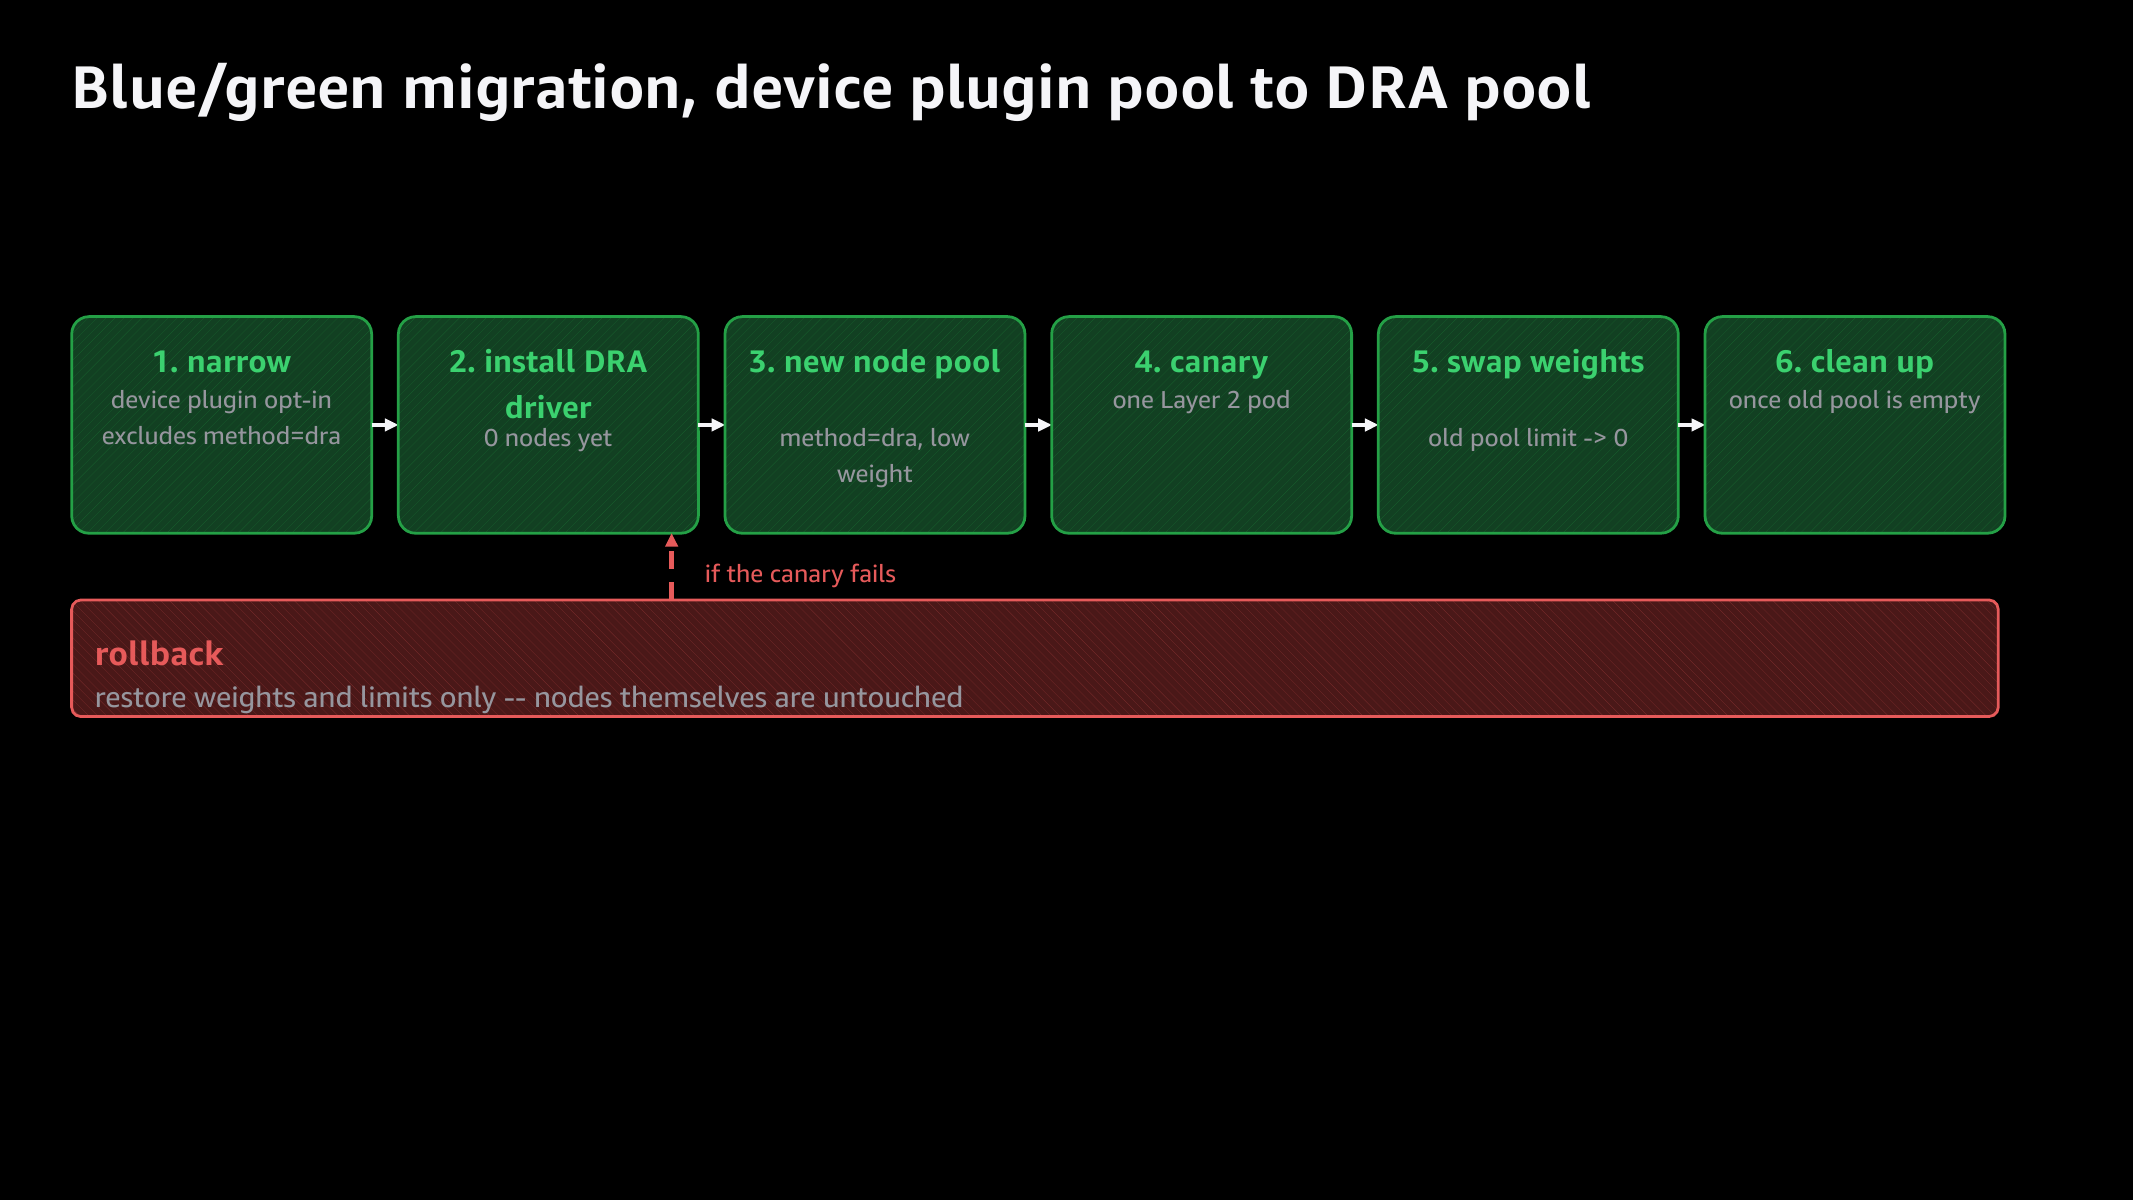 Blue/green migration, device plugin pool to DRA pool
1. narrow
device plugin opt-in
excludes method=dra
2. install DRA
driver
0 nodes yet
3. new node pool
method=dra, low
weight
4. canary
one Layer 2 pod
5. swap weights
old pool limit -> 0
6. clean up
once old pool is empty
if the canary fails
rollback
restore weights and limits only -- nodes themselves are untouched